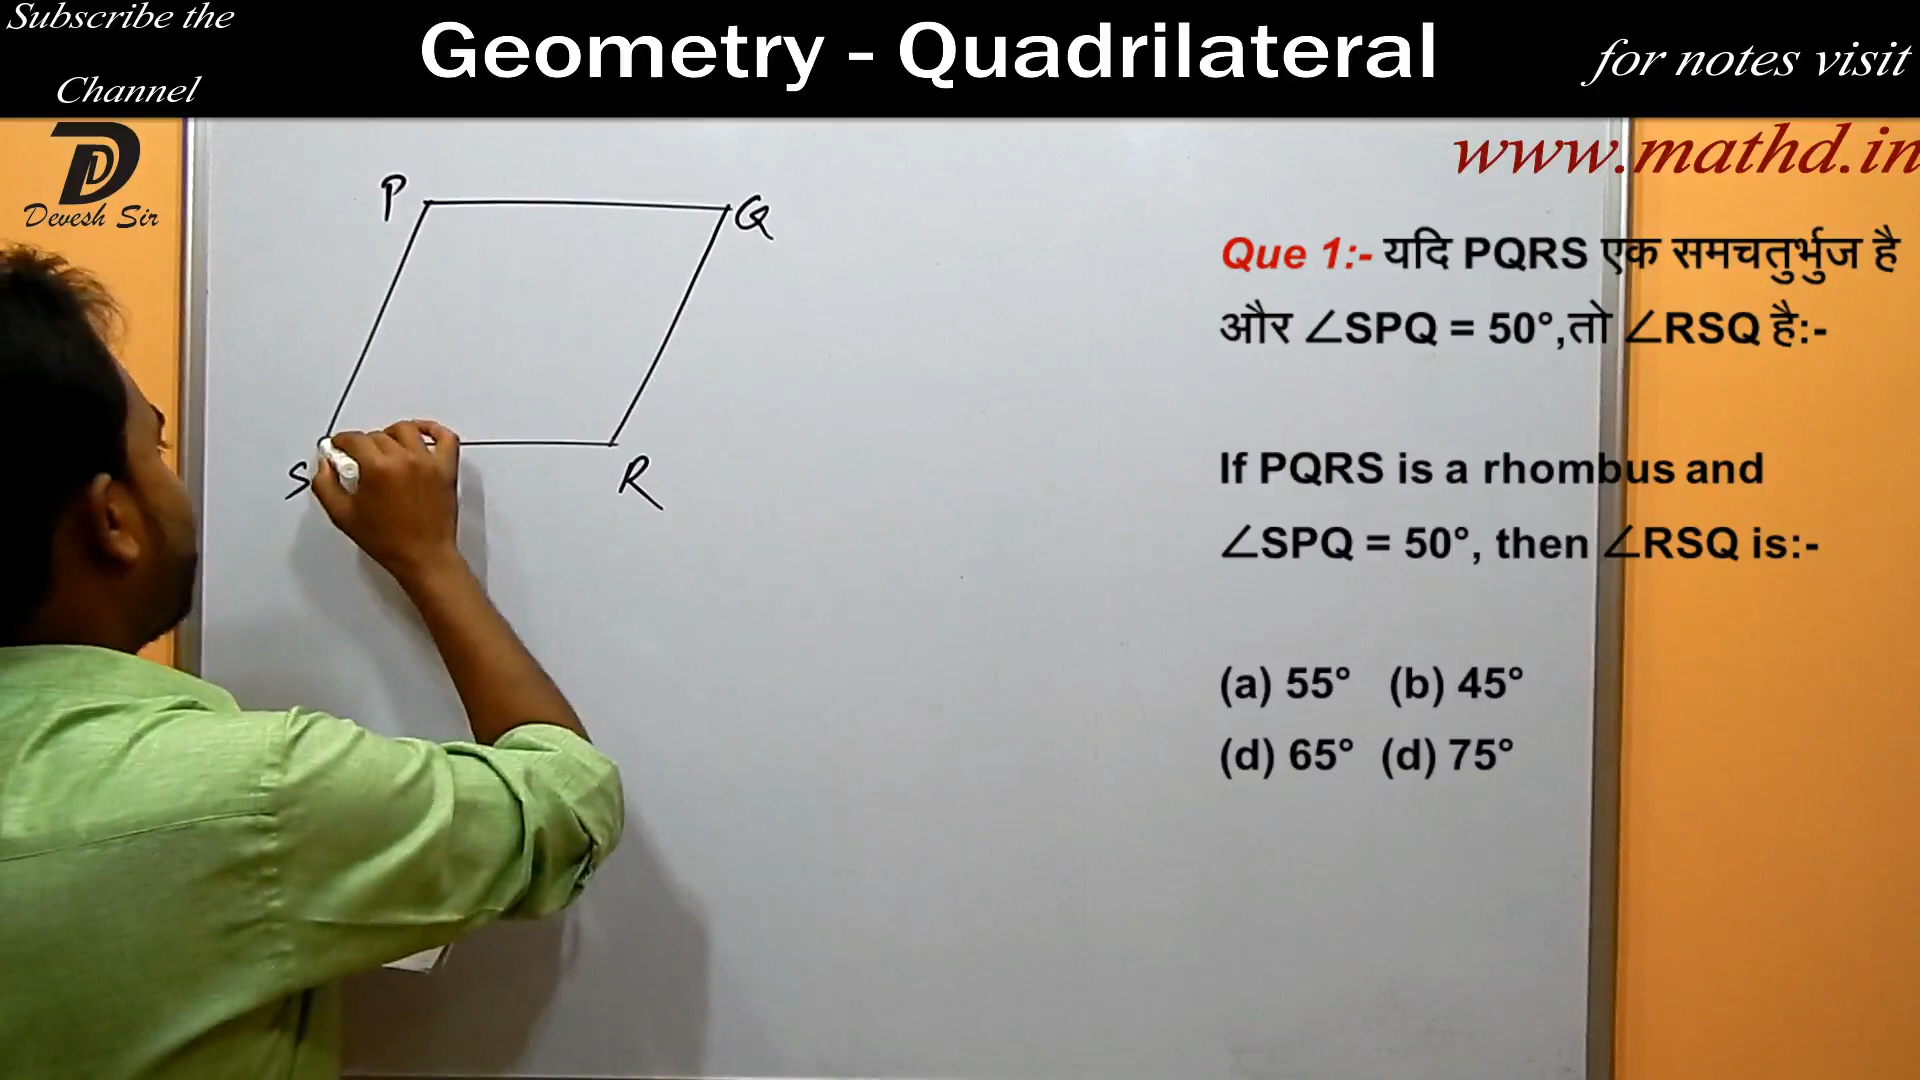 Subscribe the
Channel
Geometry - Quadrilateral
for notes visit
www.mathd.in
D
Devesh Sir
P
Q
S
R
Que 1:- यदि PQRS एक समचतुर्भुज है
और ∠SPQ = 50°,तो ∠RSQ है:-
If PQRS is a rhombus and
∠SPQ = 50°, then ∠RSQ is:-
(a) 55° (b) 45°
(d) 65° (d) 75°